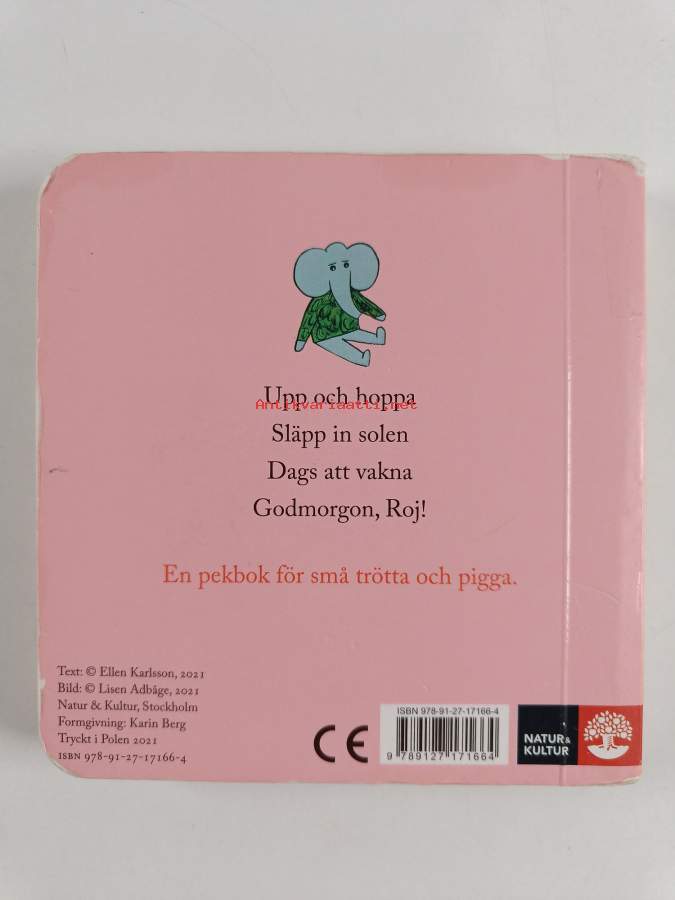 Upp och hoppa
Antikvariaatti.net
Släpp in solen
Dags att vakna
Godmorgon, Roj!
En pekbok för små trötta och pigga.
Text: © Ellen Karlsson, 2021
Bild: © Lisen Adbåge, 2021
Natur & Kultur, Stockholm
Formgivning: Karin Berg
Tryckt i Polen 2021
ISBN 978-91-27-17166-4
CE
ISBN 978-91-27-17166-4
9 789127 171664
NATUR &
KULTUR